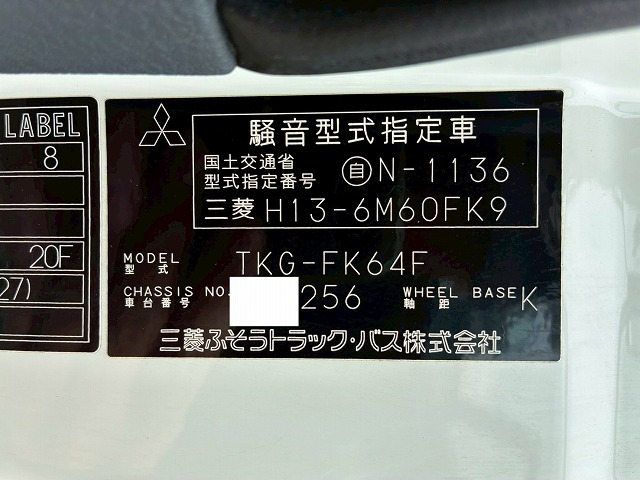 LABEL
8
20F
27)
騒音型式指定車
国土交通省
型式指定番号 自N-1136
三菱 H13-6M60FK9
MODEL
型式 TKG-FK64F
CHASSIS NO.
車台番号 256 WHEEL BASE
軸距 K
三菱ふそうトラック・バス株式会社